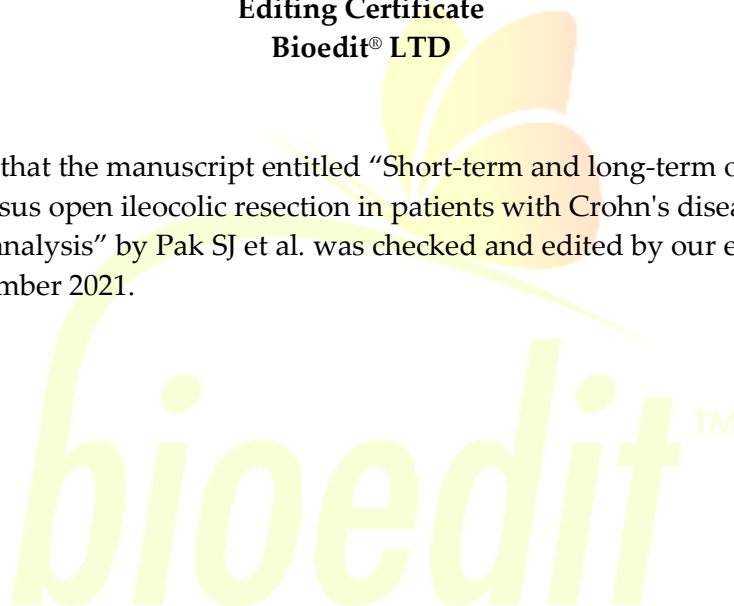 Editing Certificate
Bioedit® LTD
that the manuscript entitled “Short-term and long-term o
sus open ileocolic resection in patients with Crohn's disea
analysis” by Pak SJ et al. was checked and edited by our e
mber 2021.
bioedit™